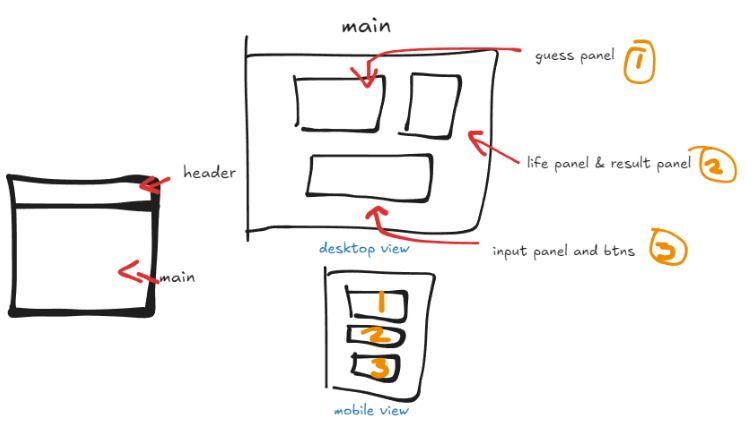 main
guess panel 1
life panel & result panel 2
header
input panel and btns 3
desktop view
main
1
2
3
mobile view